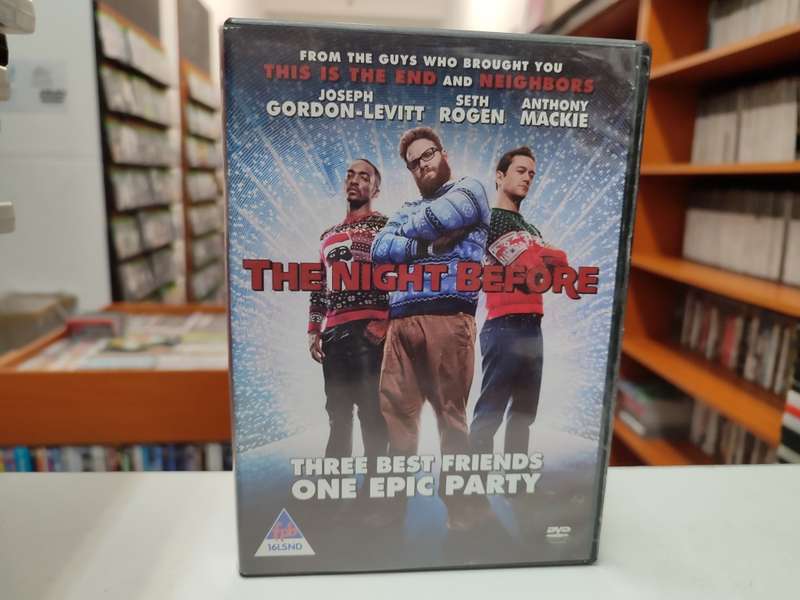 FROM THE GUYS WHO BROUGHT YOU
THIS IS THE END AND NEIGHBORS
JOSEPH GORDON-LEVITT
SETH ROGEN
ANTHONY MACKIE
THE NIGHT BEFORE
THREE BEST FRIENDS
ONE EPIC PARTY
fpb
16LSND
DVD